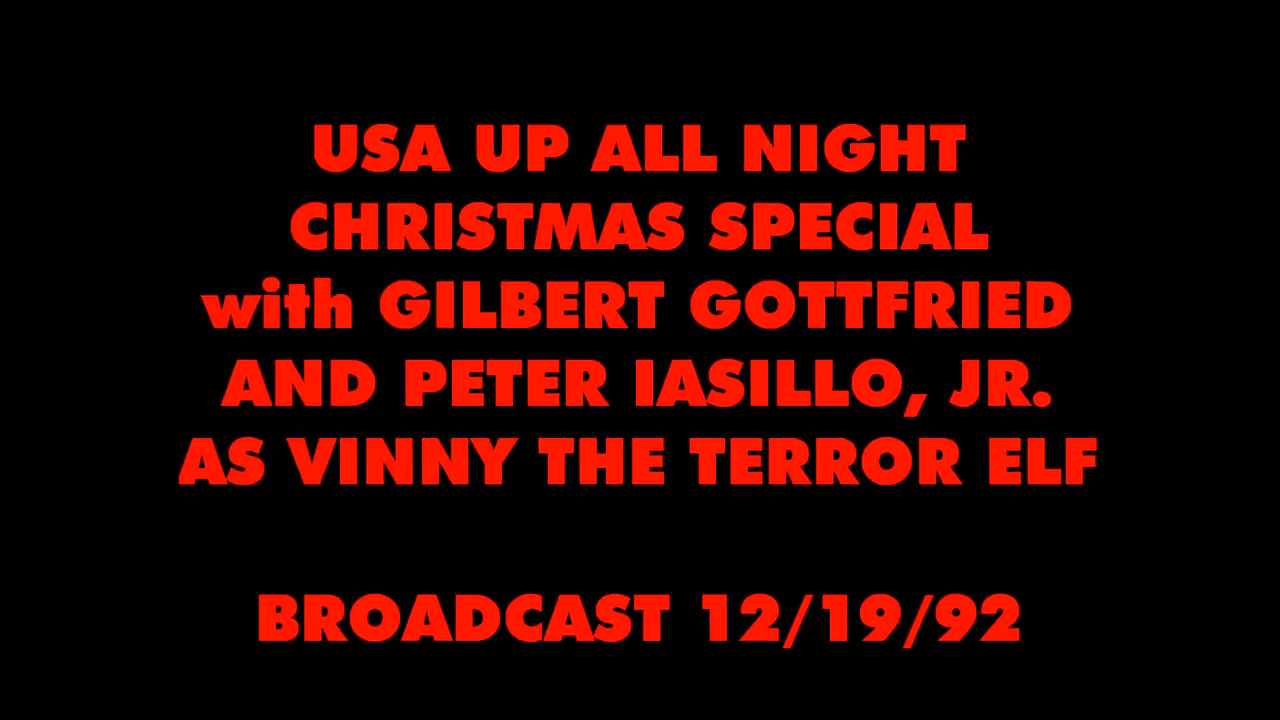 USA UP ALL NIGHT
CHRISTMAS SPECIAL
with GILBERT GOTTFRIED
AND PETER IASILLO, JR.
AS VINNY THE TERROR ELF
BROADCAST 12/19/92